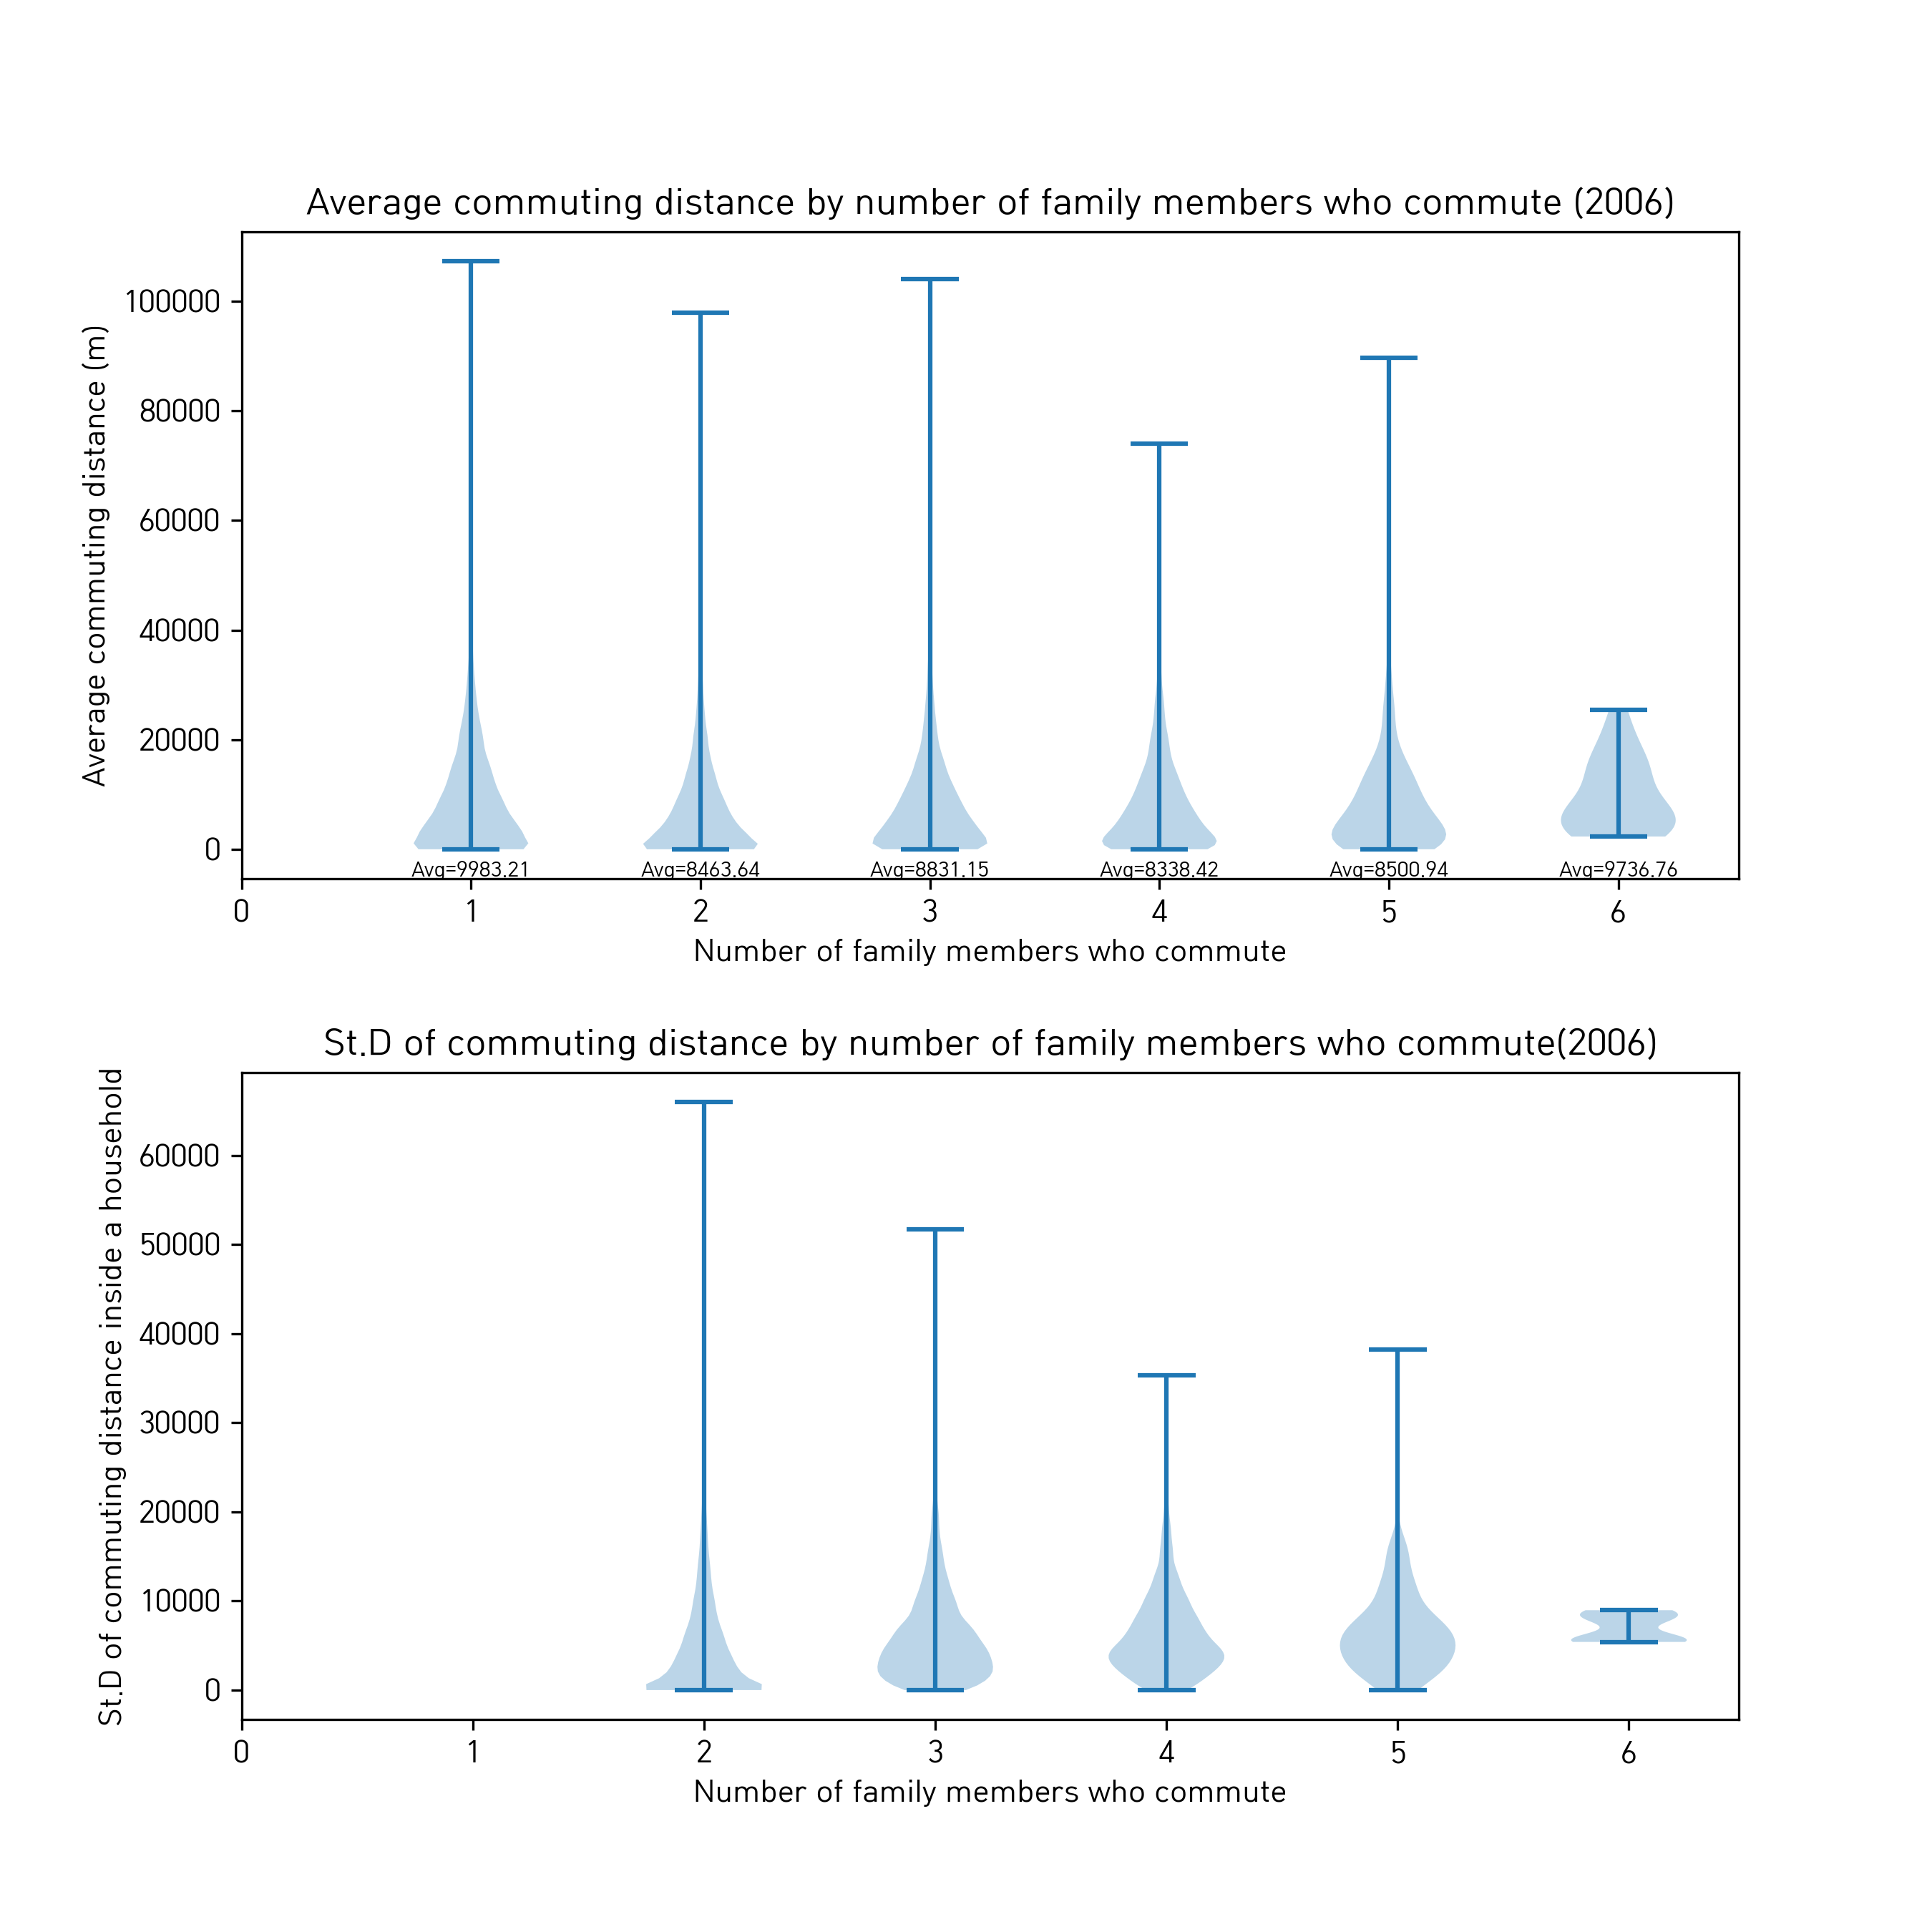 Average commuting distance by number of family members who commute (2006)
Average commuting distance (m)
100000
80000
60000
40000
20000
0
Avg=9983.21 Avg=8463.64 Avg=8831.15 Avg=8338.42 Avg=8500.94 Avg=9736.76
0 1 2 3 4 5 6
Number of family members who commute
St.D of commuting distance by number of family members who commute(2006)
St.D of commuting distance inside a household
60000
50000
40000
30000
20000
10000
0
0 1 2 3 4 5 6
Number of family members who commute